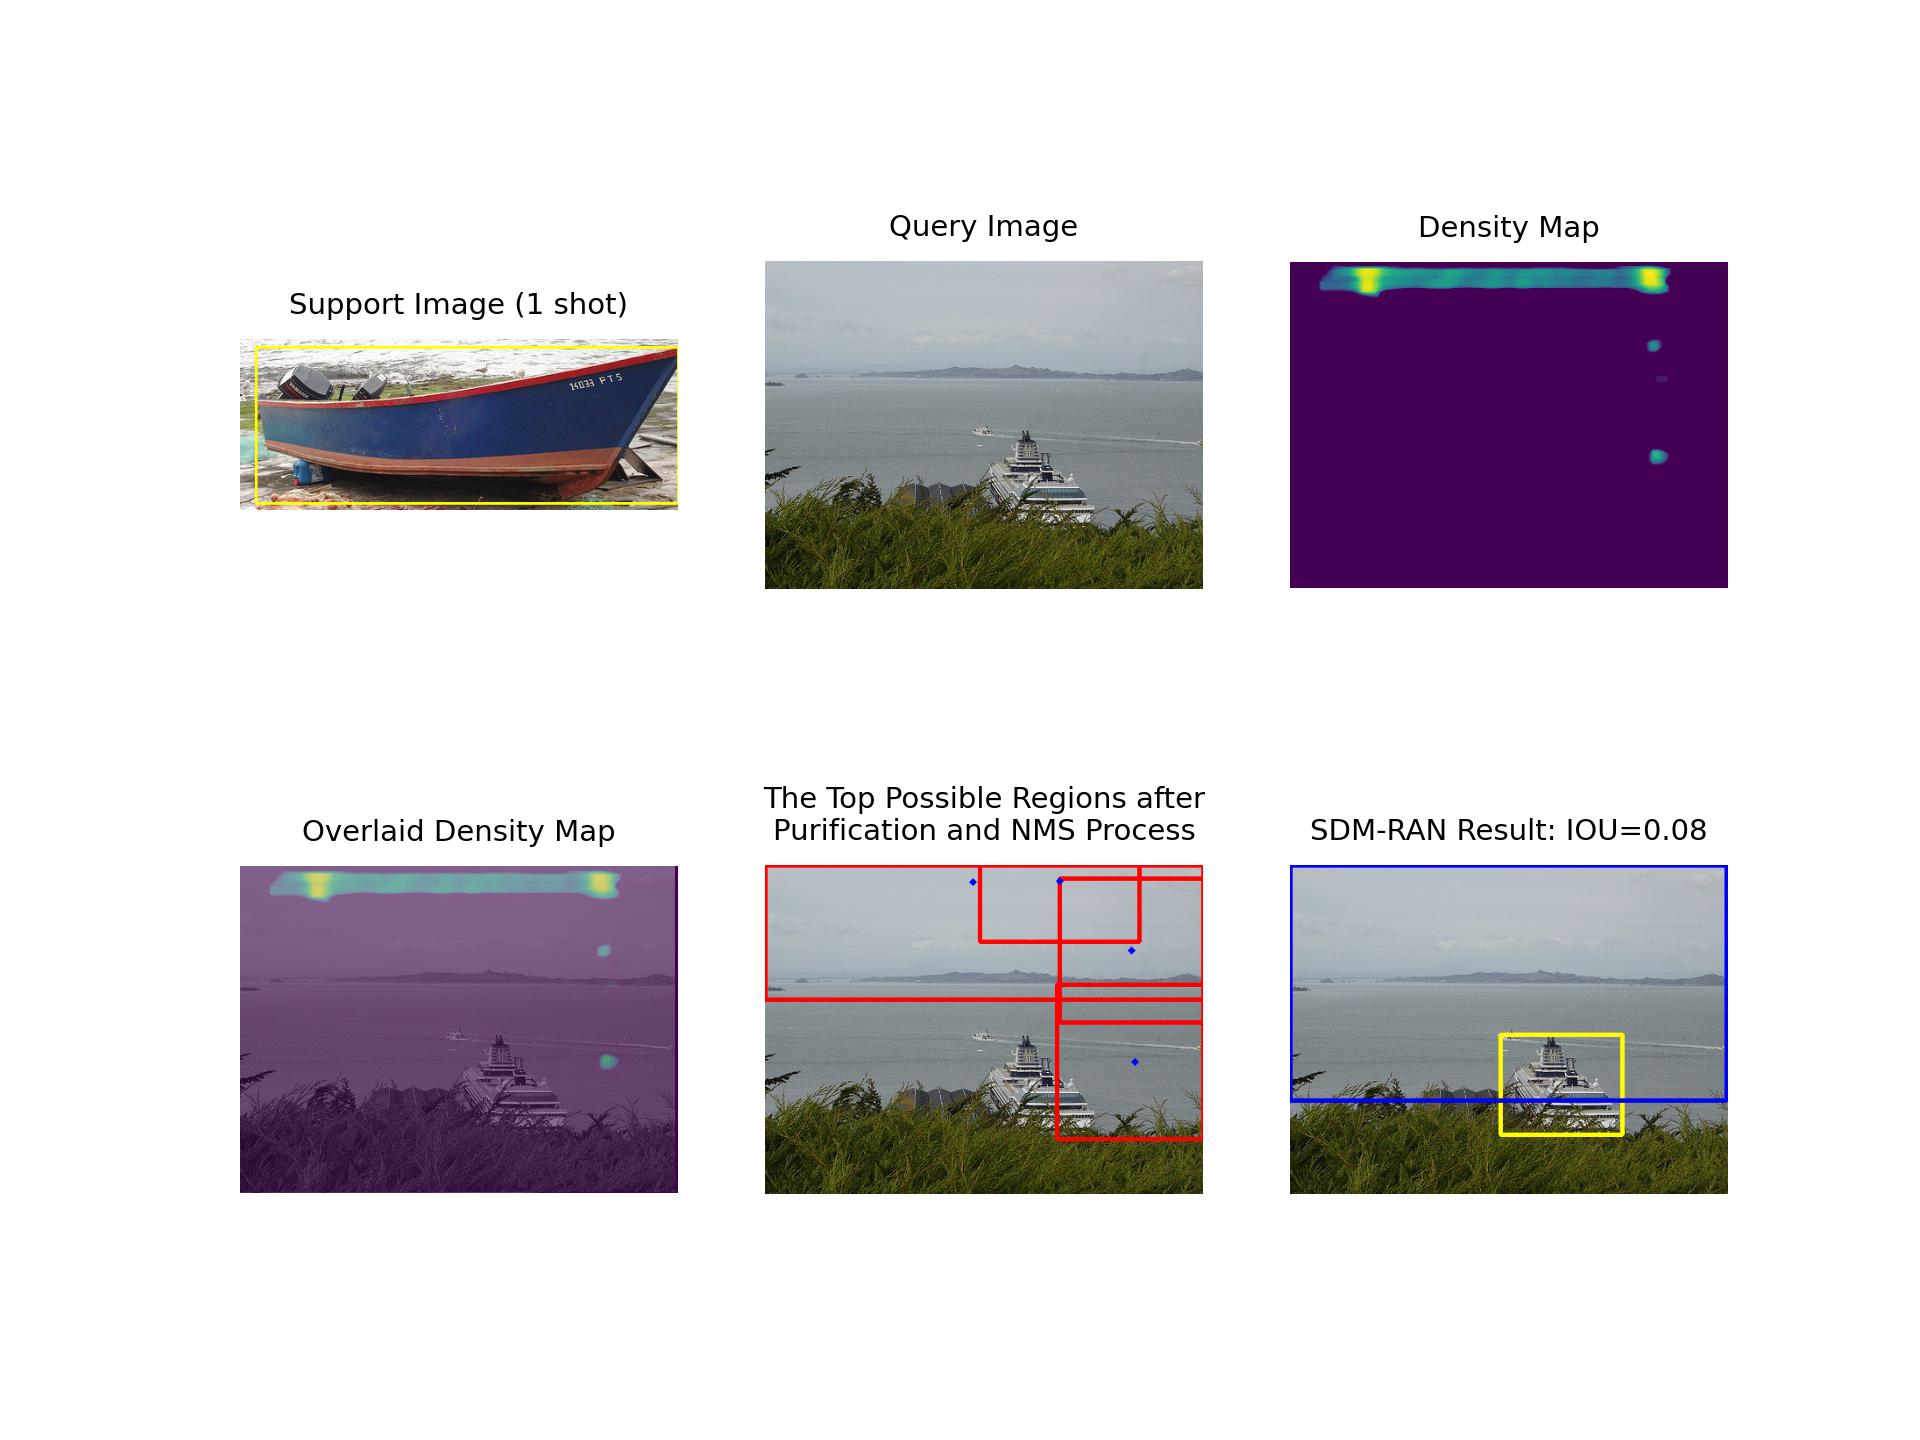 Support Image (1 shot)
Query Image
Density Map
YAMAHA
14033 PTS
Overlaid Density Map
The Top Possible Regions after
Purification and NMS Process
SDM-RAN Result: IOU=0.08